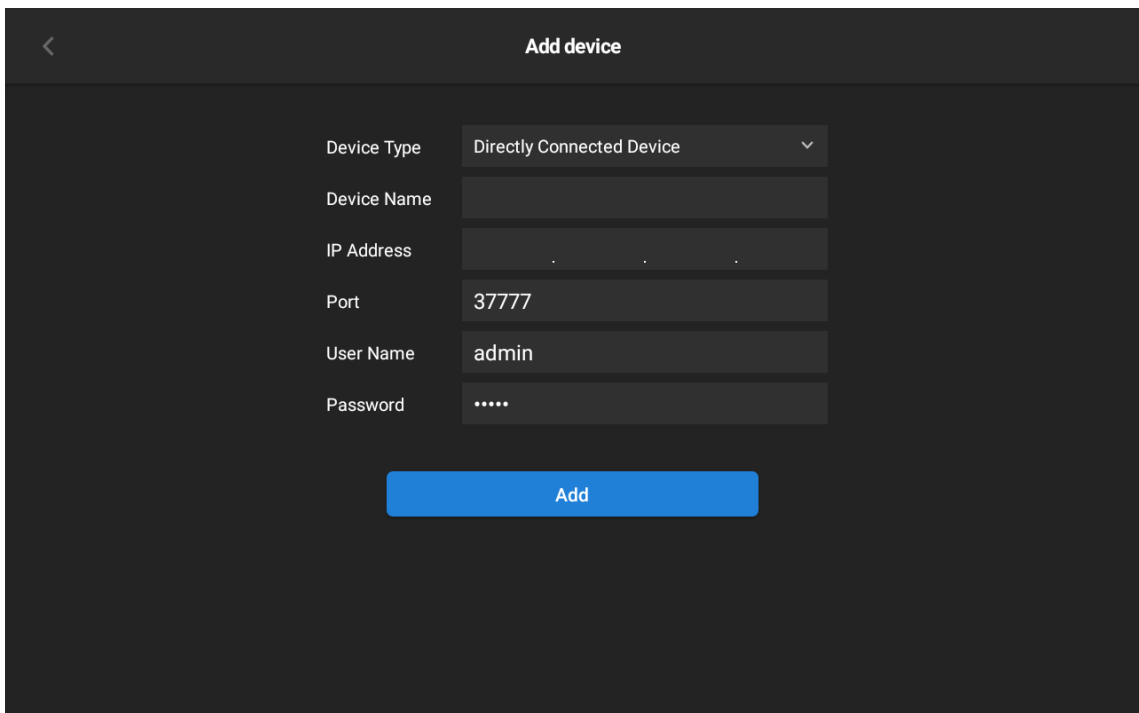 Add device
Device Type Directly Connected Device
Device Name
IP Address . . .
Port 37777
User Name admin
Password •••••
Add